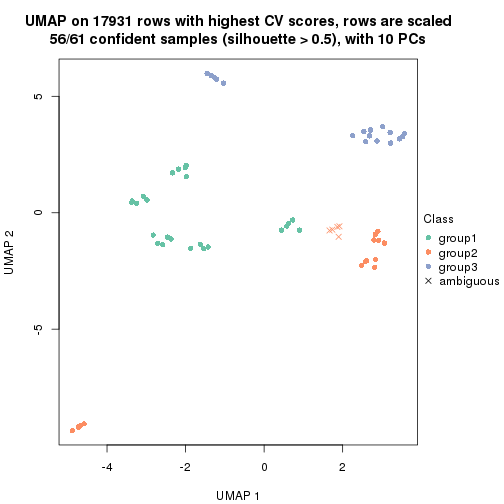 UMAP on 17931 rows with highest CV scores, rows are scaled
56/61 confident samples (silhouette > 0.5), with 10 PCs
5
0
-5
UMAP 2
-4
-2
0
2
UMAP 1
Class
group1
group2
group3
ambiguous